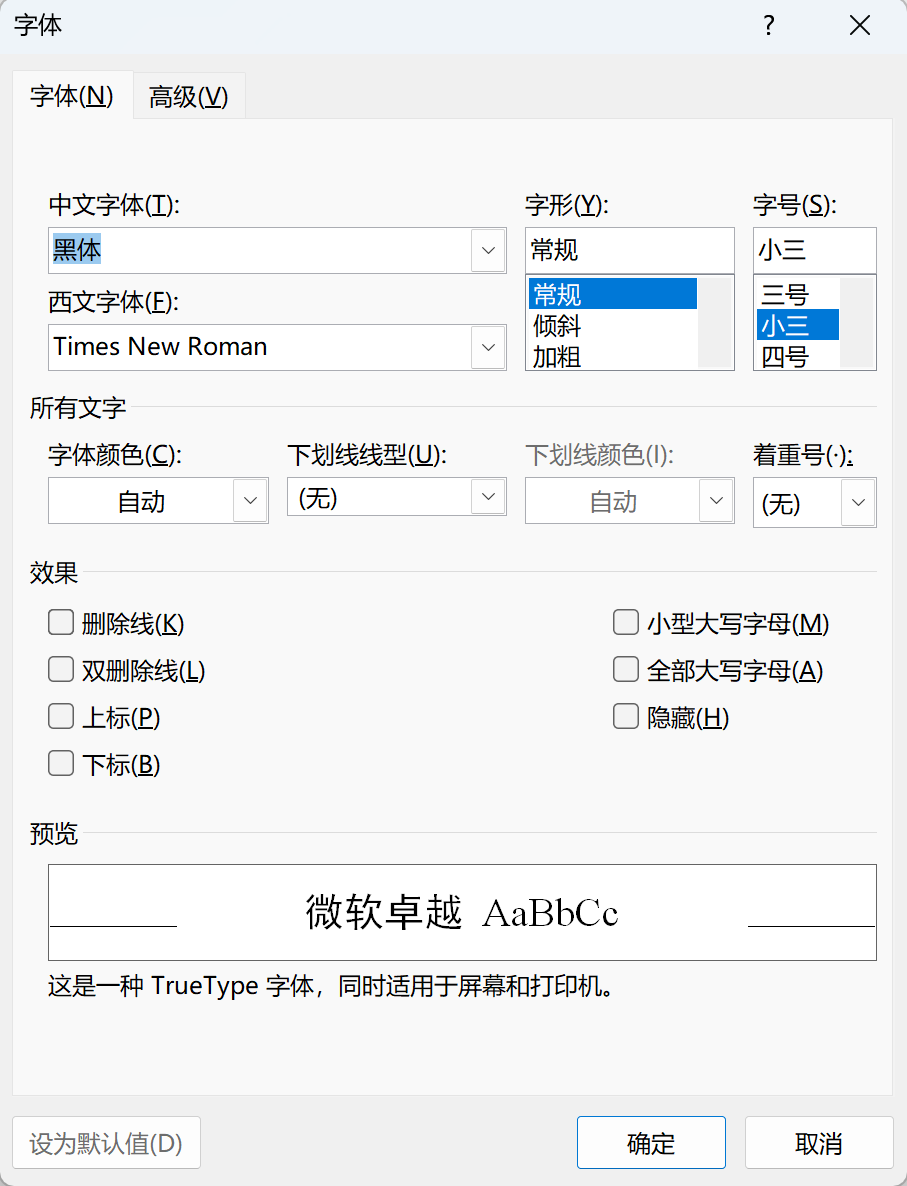 字体 ?
字体(N) 高级(V)
中文字体(T): 字形(Y): 字号(S):
黑体 常规 小三
常规 三号
西文字体(F): 倾斜 小三
Times New Roman 加粗 四号
所有文字
字体颜色(C): 下划线线型(U): 下划线颜色(I): 着重号(·):
自动 (无) 自动 (无)
效果
删除线(K) 小型大写字母(M)
双删除线(L) 全部大写字母(A)
上标(P) 隐藏(H)
下标(B)
预览
微软卓越 AaBbCc
这是一种 TrueType 字体，同时适用于屏幕和打印机。
设为默认值(D) 确定 取消